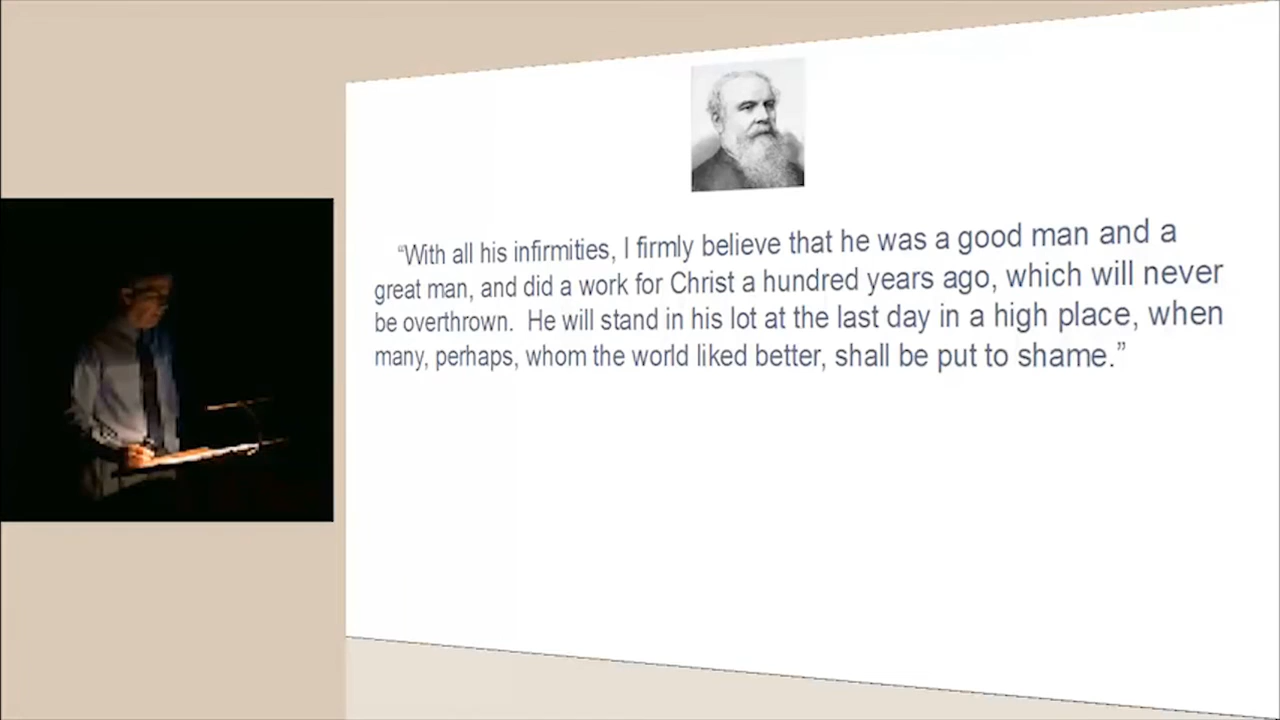 “With all his infirmities, I firmly believe that he was a good man and a
great man, and did a work for Christ a hundred years ago, which will never
be overthrown.  He will stand in his lot at the last day in a high place, when
many, perhaps, whom the world liked better, shall be put to shame.”